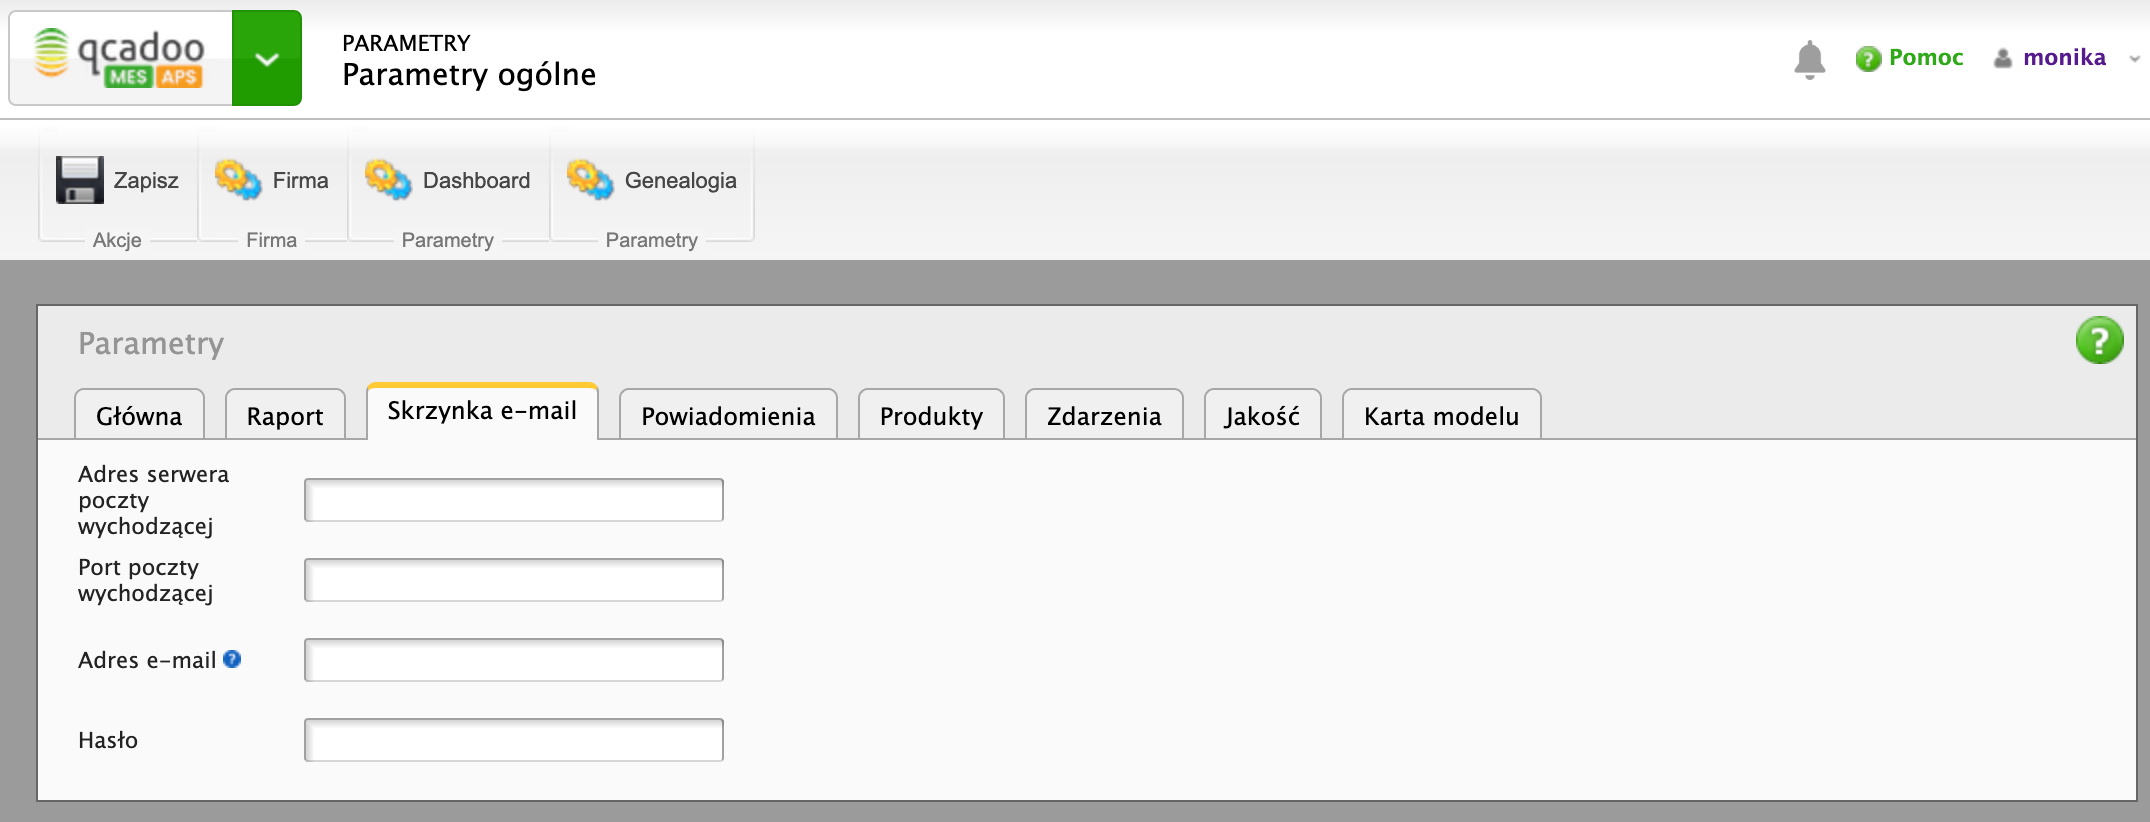 qcadoo
MES APS
PARAMETRY
Parametry ogólne
? Pomoc
monika
Zapisz
Firma
Dashboard
Genealogia
Akcje
Firma
Parametry
Parametry
Parametry
?
Główna
Raport
Skrzynka e-mail
Powiadomienia
Produkty
Zdarzenia
Jakość
Karta modelu
Adres serwera
poczty
wychodzącej
Port poczty
wychodzącej
Adres e-mail ?
Hasło